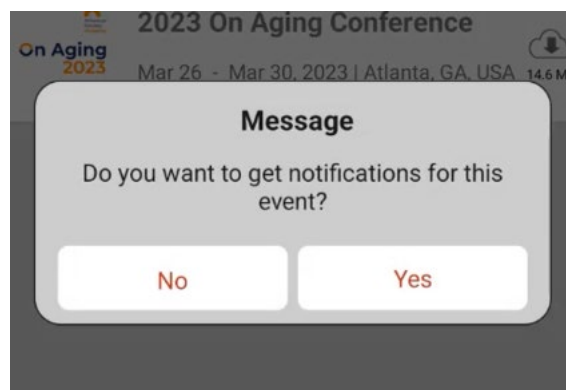 2023 On Aging Conference
On Aging
2023
Mar 26 - Mar 30, 2023 | Atlanta, GA, USA
14.6 M
Message
Do you want to get notifications for this
event?
No
Yes